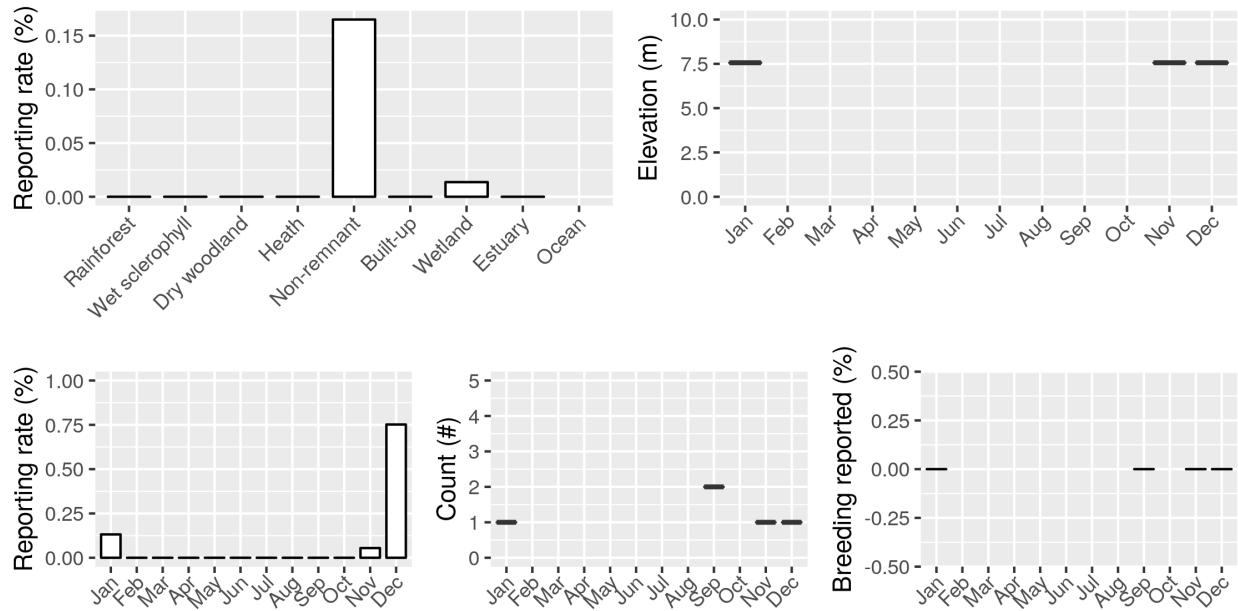 Reporting rate (%)
0.15
0.10
0.05
0.00
Rainforest
Wet sclerophyll
Dry woodland
Heath
Non-remnant
Built-up
Wetland
Estuary
Ocean
Elevation (m)
10.0
7.5
5.0
2.5
0.0
Jan
Feb
Mar
Apr
May
Jun
Jul
Aug
Sep
Oct
Nov
Dec
Reporting rate (%)
1.00
0.75
0.50
0.25
0.00
Jan
Feb
Mar
Apr
May
Jun
Jul
Aug
Sep
Oct
Nov
Dec
Count (#)
5
4
3
2
1
0
Jan
Feb
Mar
Apr
May
Jun
Jul
Aug
Sep
Oct
Nov
Dec
Breeding reported (%)
0.50
0.25
0.00
-0.25
-0.50
Jan
Feb
Mar
Apr
May
Jun
Jul
Aug
Sep
Oct
Nov
Dec